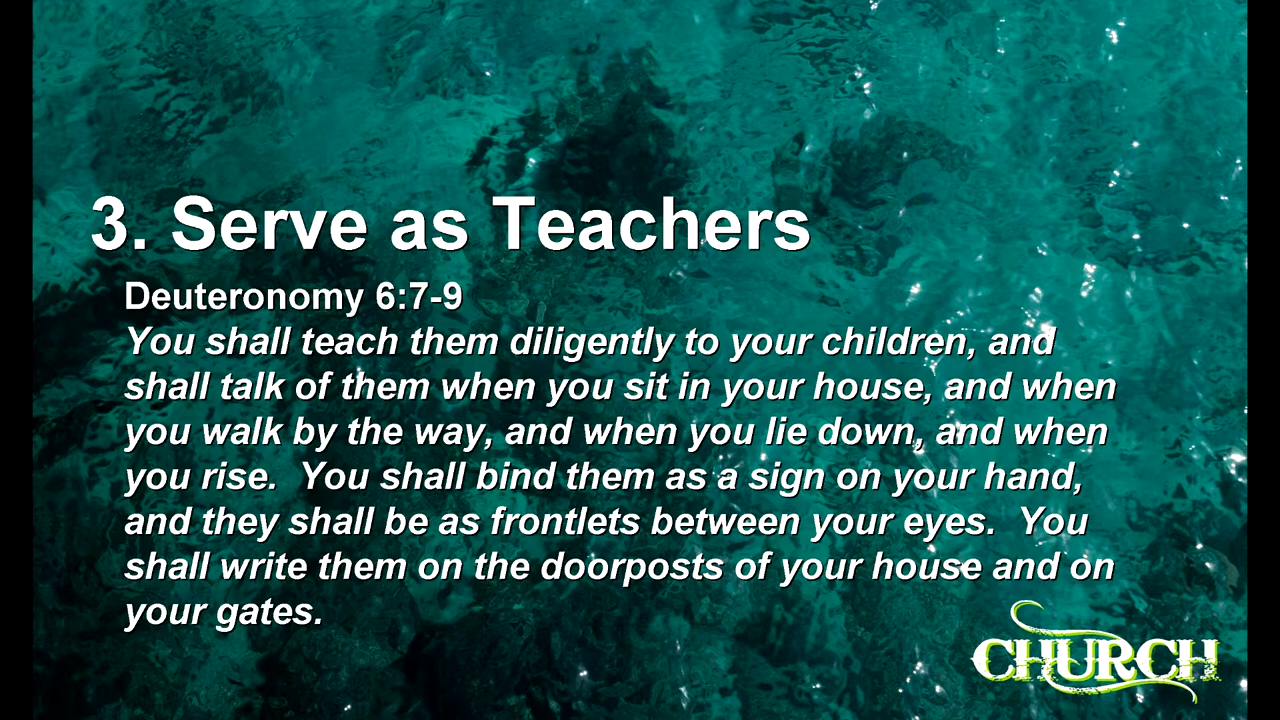 3. Serve as Teachers
Deuteronomy 6:7-9
You shall teach them diligently to your children, and
shall talk of them when you sit in your house, and when
you walk by the way, and when you lie down, and when
you rise.  You shall bind them as a sign on your hand,
and they shall be as frontlets between your eyes.  You
shall write them on the doorposts of your house and on
your gates.
CHURCH